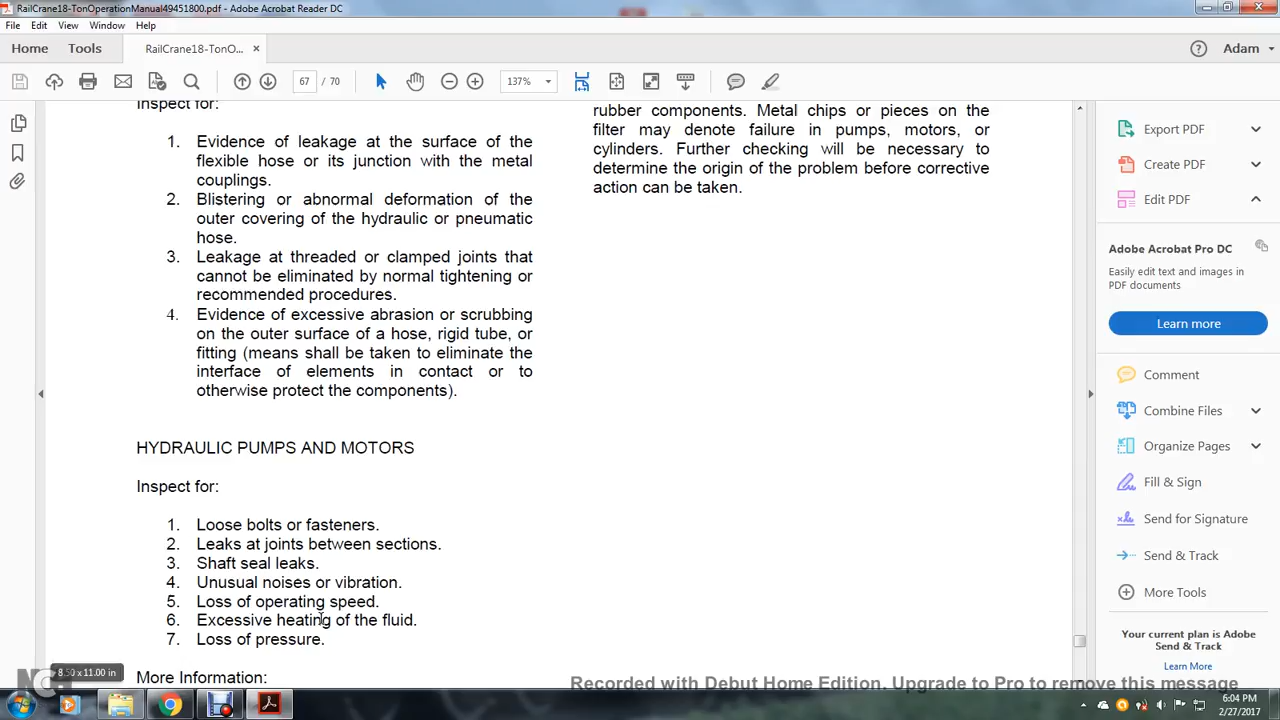 RailCrane18-TonOperationManual49451800.pdf - Adobe Acrobat Reader DC
File Edit View Window Help
Home Tools RailCrane18-TonO... × Adam
67 / 70 137%
Inspect for:
1. Evidence of leakage at the surface of the
flexible hose or its junction with the metal
couplings.
2. Blistering or abnormal deformation of the
outer covering of the hydraulic or pneumatic
hose.
3. Leakage at threaded or clamped joints that
cannot be eliminated by normal tightening or
recommended procedures.
4. Evidence of excessive abrasion or scrubbing
on the outer surface of a hose, rigid tube, or
fitting (means shall be taken to eliminate the
interface of elements in contact or to
otherwise protect the components).
HYDRAULIC PUMPS AND MOTORS
Inspect for:
1. Loose bolts or fasteners.
2. Leaks at joints between sections.
3. Shaft seal leaks.
4. Unusual noises or vibration.
5. Loss of operating speed.
6. Excessive heating of the fluid.
7. Loss of pressure.
More Information:
rubber components. Metal chips or pieces on the
filter may denote failure in pumps, motors, or
cylinders. Further checking will be necessary to
determine the origin of the problem before corrective
action can be taken.
Export PDF
Create PDF
Edit PDF
Adobe Acrobat Pro DC
Easily edit text and images in
PDF documents
Learn more
Comment
Combine Files
Organize Pages
Fill & Sign
Send for Signature
Send & Track
More Tools
Your current plan is Adobe
Send & Track
Learn More
8.50 x 11.00 in
NCH
Recorded with Debut Home Edition. Upgrade to Pro to remove this message
6:04 PM
2/27/2017